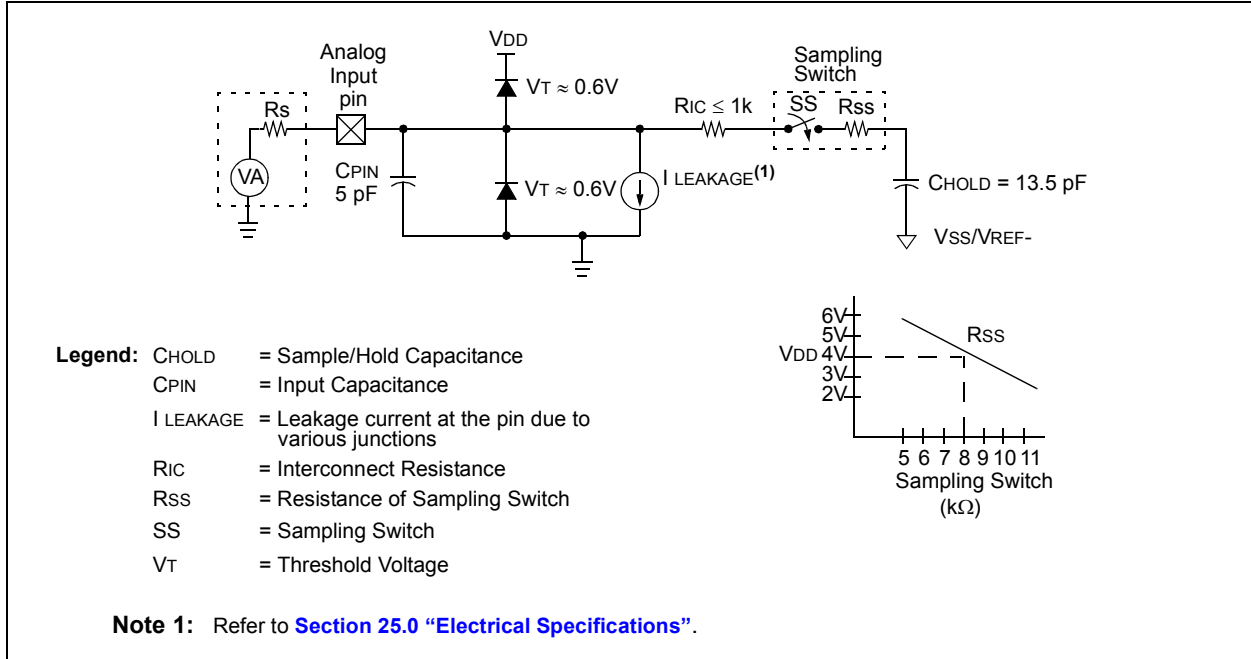 VDD
Analog
Input
pin
Sampling
Switch
VT ≈ 0.6V
Rs
RIC ≤ 1k
SS
Rss
VA
CPIN
5 pF
VT ≈ 0.6V
I LEAKAGE(1)
CHOLD = 13.5 pF
VSS/VREF-
6V
5V
VDD 4V
3V
2V
RSS
5 6 7 8 9 10 11
Sampling Switch
(kΩ)
Legend: CHOLD = Sample/Hold Capacitance
CPIN = Input Capacitance
I LEAKAGE = Leakage current at the pin due to
various junctions
RIC = Interconnect Resistance
RSS = Resistance of Sampling Switch
SS = Sampling Switch
VT = Threshold Voltage
Note 1: Refer to Section 25.0 “Electrical Specifications”.